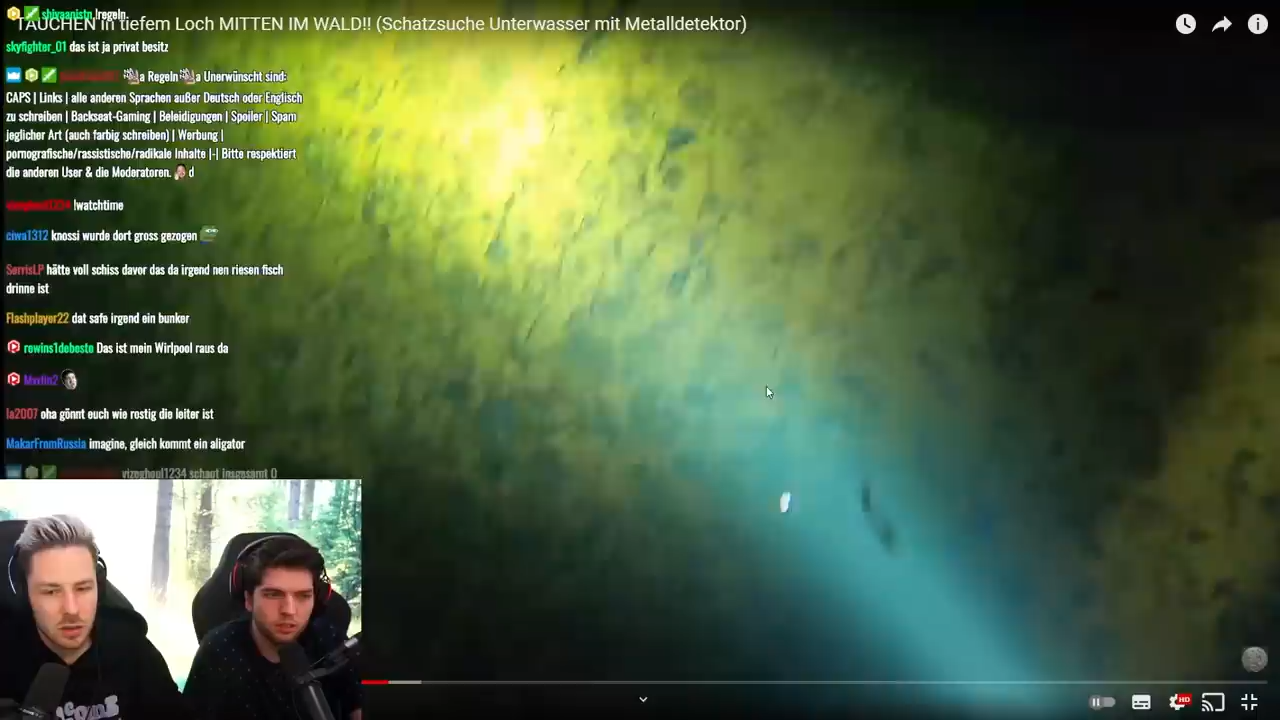 TAUCHEN in tiefem Loch MITTEN IM WALD!! (Schatzsuche Unterwasser mit Metalldetektor)
shivaanistn !regeln
skyfighter_01 das ist ja privat besitz
a Regeln a Unerwünscht sind:
CAPS | Links | alle anderen Sprachen außer Deutsch oder Englisch
zu schreiben | Backseat-Gaming | Beleidigungen | Spoiler | Spam
jeglicher Art (auch farbig schreiben) | Werbung |
pornografische/rassistische/radikale Inhalte |-| Bitte respektiert
die anderen User & die Moderatoren. d
!watchtime
ciwa1312 knossi wurde dort gross gezogen
SerrisLP hätte voll schiss davor das da irgend nen riesen fisch
drinne ist
Flashplayer22 dat safe irgend ein bunker
rewins1debeste Das ist mein Wirlpool raus da
la2007 oha gönnt euch wie rostig die leiter ist
MakarFromRussia imagine, gleich kommt ein aligator
vizeghoul1234 schaut insgesamt 0
HD